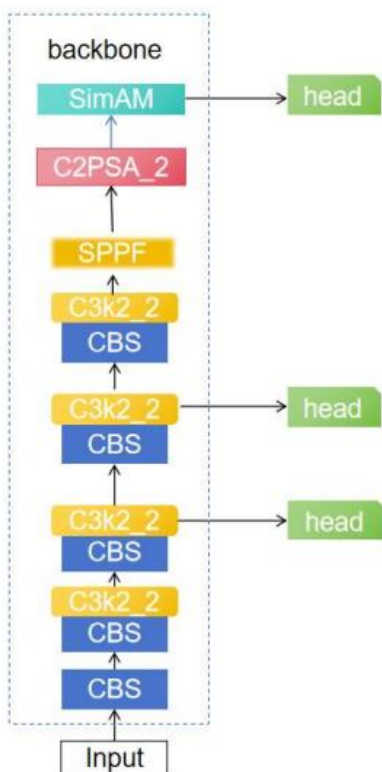 backbone
SimAM
head
C2PSA_2
SPPF
C3k2_2
CBS
C3k2_2
head
CBS
C3k2_2
head
CBS
C3k2_2
CBS
CBS
Input